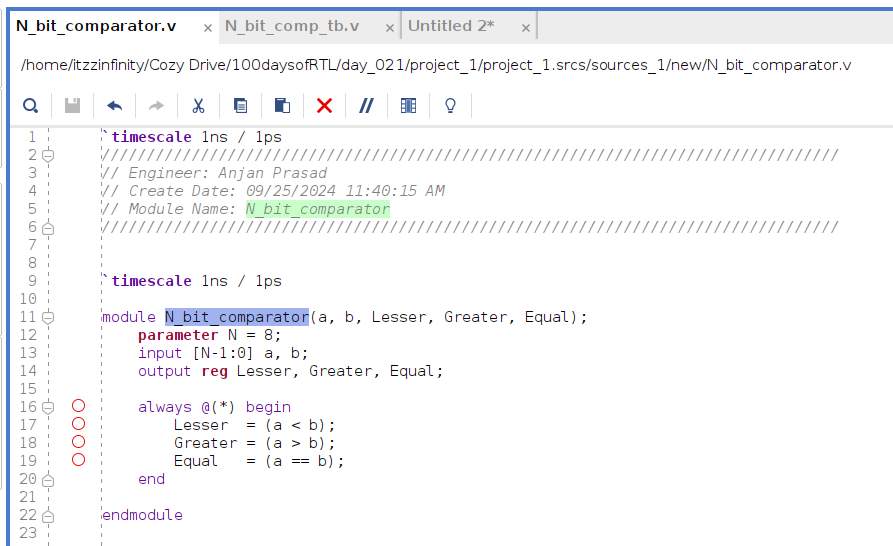 N_bit_comparator.v × N_bit_comp_tb.v × Untitled 2* ×
/home/itzzinfinity/Cozy Drive/100daysofRTL/day_021/project_1/project_1.srcs/sources_1/new/N_bit_comparator.v
1 `timescale 1ns / 1ps
2 //////////////////////////////////////////////////////////////////////////////////
3 // Engineer: Anjan Prasad
4 // Create Date: 09/25/2024 11:40:15 AM
5 // Module Name: N_bit_comparator
6 //////////////////////////////////////////////////////////////////////////////////
7
8
9 `timescale 1ns / 1ps
10
11 module N_bit_comparator(a, b, Lesser, Greater, Equal);
12 parameter N = 8;
13 input [N-1:0] a, b;
14 output reg Lesser, Greater, Equal;
15
16 always @(*) begin
17 Lesser  = (a < b);
18 Greater = (a > b);
19 Equal   = (a == b);
20 end
21
22 endmodule
23